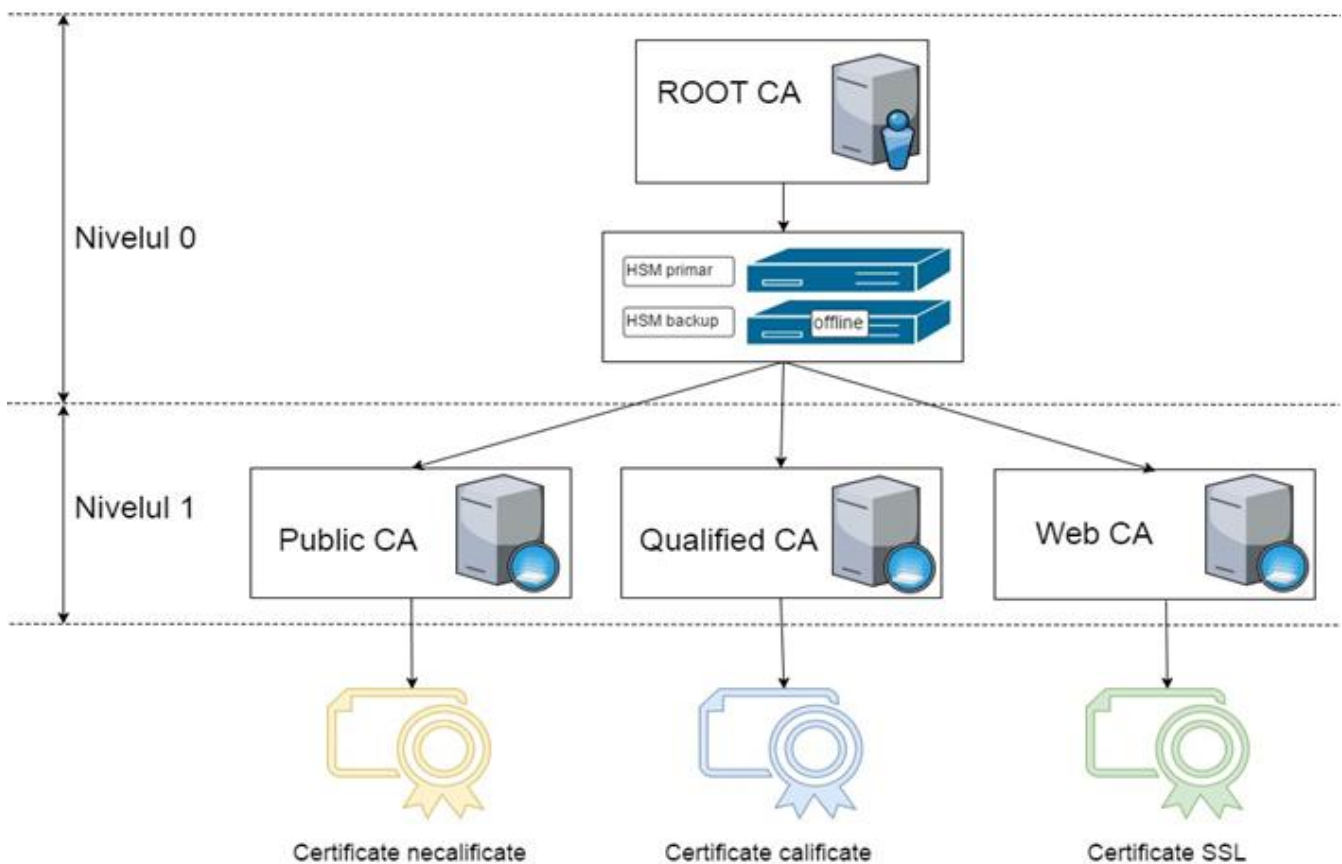 ROOT CA
Nivelul 0
HSM primar
HSM backup
offline
Nivelul 1
Public CA
Qualified CA
Web CA
Certificate necalificate
Certificate calificate
Certificate SSL